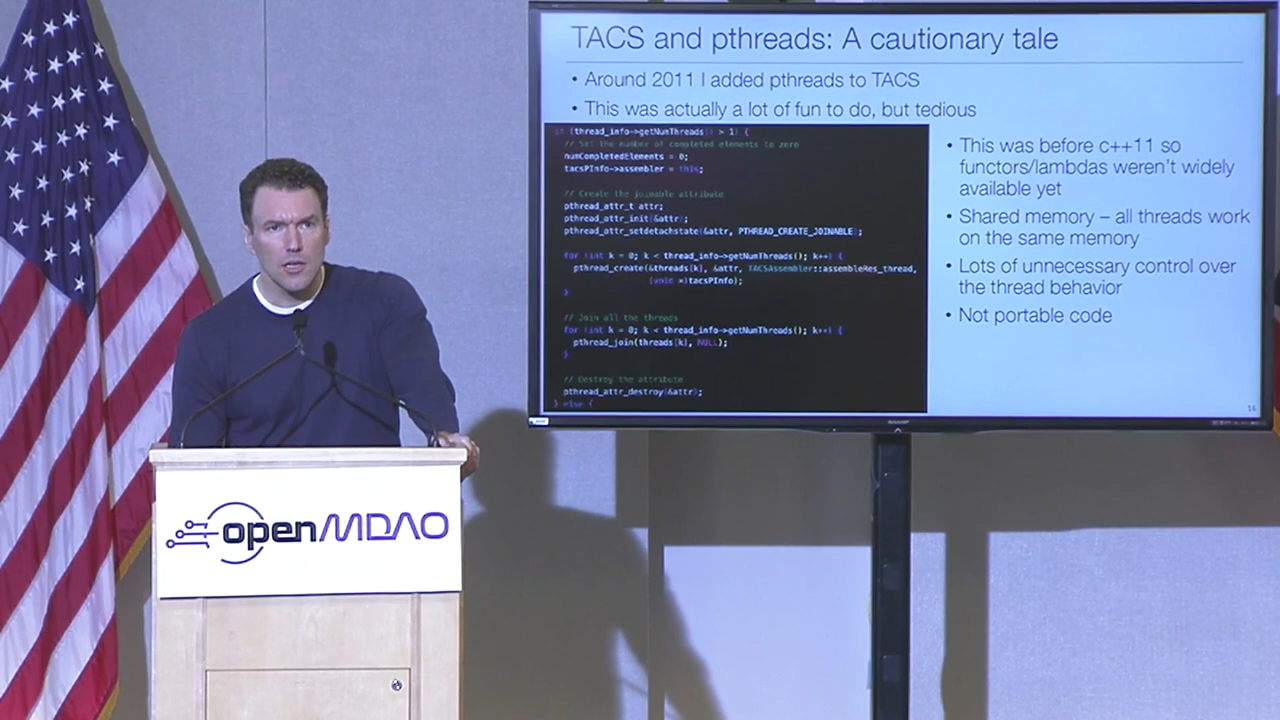 TACS and pthreads: A cautionary tale
• Around 2011 I added pthreads to TACS
• This was actually a lot of fun to do, but tedious
if (thread_info->getNumThreads() > 1) {
// Set the number of completed elements to zero
numCompletedElements = 0;
tacsPInfo->assembler = this;
// Create the joinable attribute
pthread_attr_t attr;
pthread_attr_init(&attr);
pthread_attr_setdetachstate(&attr, PTHREAD_CREATE_JOINABLE);
for (int k = 0; k < thread_info->getNumThreads(); k++) {
pthread_create(&threads[k], &attr, TACSAssembler::assembleRes_thread,
(void *)tacsPInfo);
}
// Join all the threads
for (int k = 0; k < thread_info->getNumThreads(); k++) {
pthread_join(threads[k], NULL);
}
// Destroy the attribute
pthread_attr_destroy(&attr);
} else {
• This was before c++11 so
functors/lambdas weren't widely
available yet
• Shared memory – all threads work
on the same memory
• Lots of unnecessary control over
the thread behavior
• Not portable code
16
SHARP
openMDAO